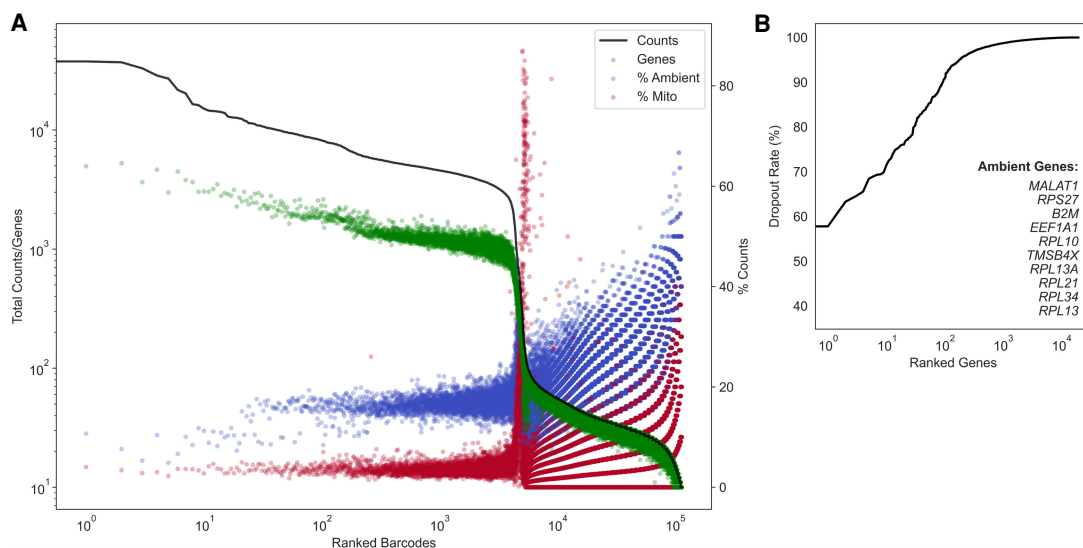 A
Total Counts/Genes
10⁴
10³
10²
10¹
10⁰ 10¹ 10² 10³ 10⁴ 10⁵
Ranked Barcodes
Counts
Genes
% Ambient
% Mito
80
60
40
20
0
% Counts
B
Dropout Rate (%)
100
90
80
70
60
50
40
10⁰ 10¹ 10² 10³ 10⁴
Ranked Genes
Ambient Genes:
MALAT1
RPS27
B2M
EEF1A1
RPL10
TMSB4X
RPL13A
RPL21
RPL34
RPL13